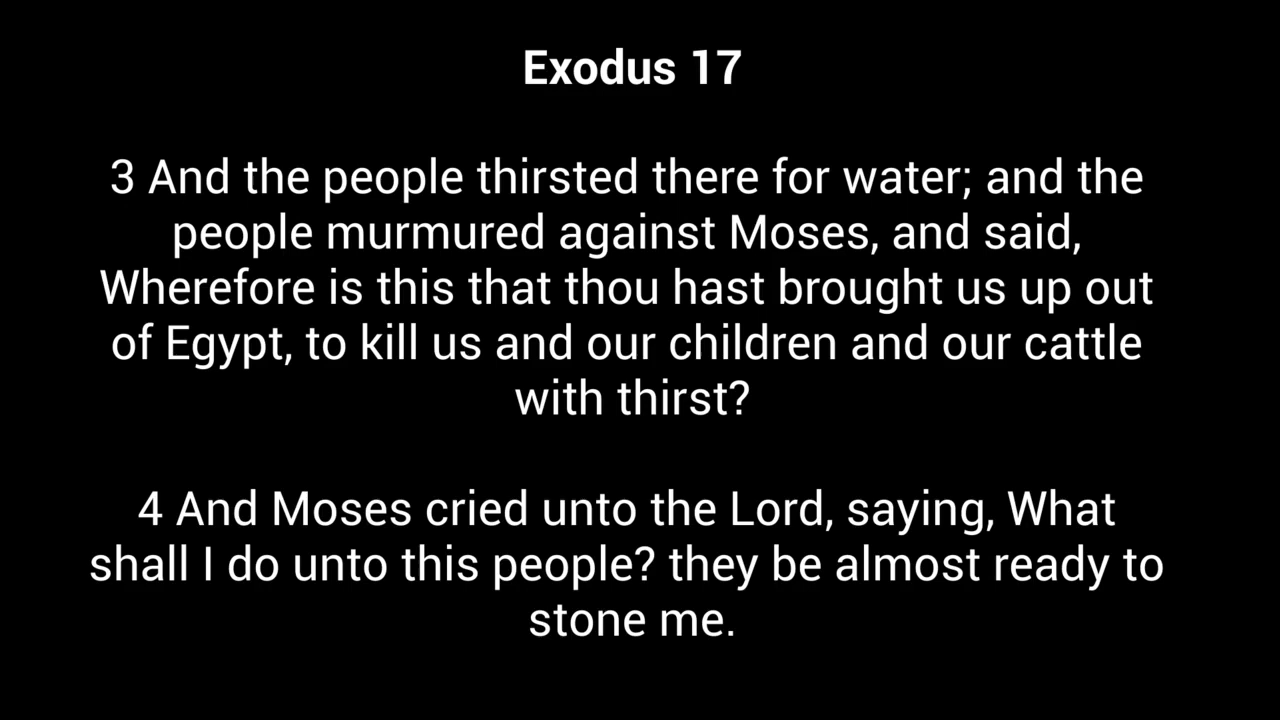 Exodus 17
3 And the people thirsted there for water; and the
people murmured against Moses, and said,
Wherefore is this that thou hast brought us up out
of Egypt, to kill us and our children and our cattle
with thirst?
4 And Moses cried unto the Lord, saying, What
shall I do unto this people? they be almost ready to
stone me.